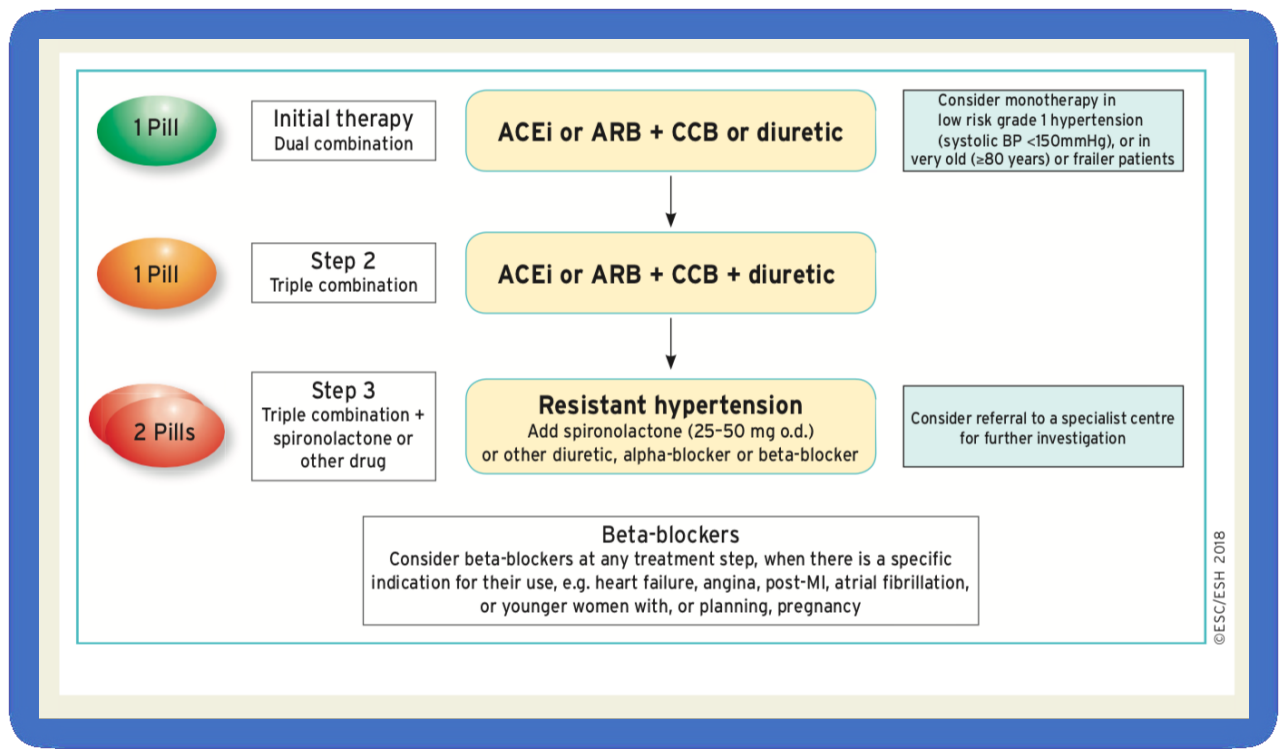 1 Pill
Initial therapy
Dual combination
ACEi or ARB + CCB or diuretic
Consider monotherapy in
low risk grade 1 hypertension
(systolic BP <150mmHg), or in
very old (≥80 years) or frailer patients
1 Pill
Step 2
Triple combination
ACEi or ARB + CCB + diuretic
2 Pills
Step 3
Triple combination +
spironolactone or
other drug
Resistant hypertension
Add spironolactone (25–50 mg o.d.)
or other diuretic, alpha-blocker or beta-blocker
Consider referral to a specialist centre
for further investigation
Beta-blockers
Consider beta-blockers at any treatment step, when there is a specific
indication for their use, e.g. heart failure, angina, post-MI, atrial fibrillation,
or younger women with, or planning, pregnancy
©ESC/ESH 2018